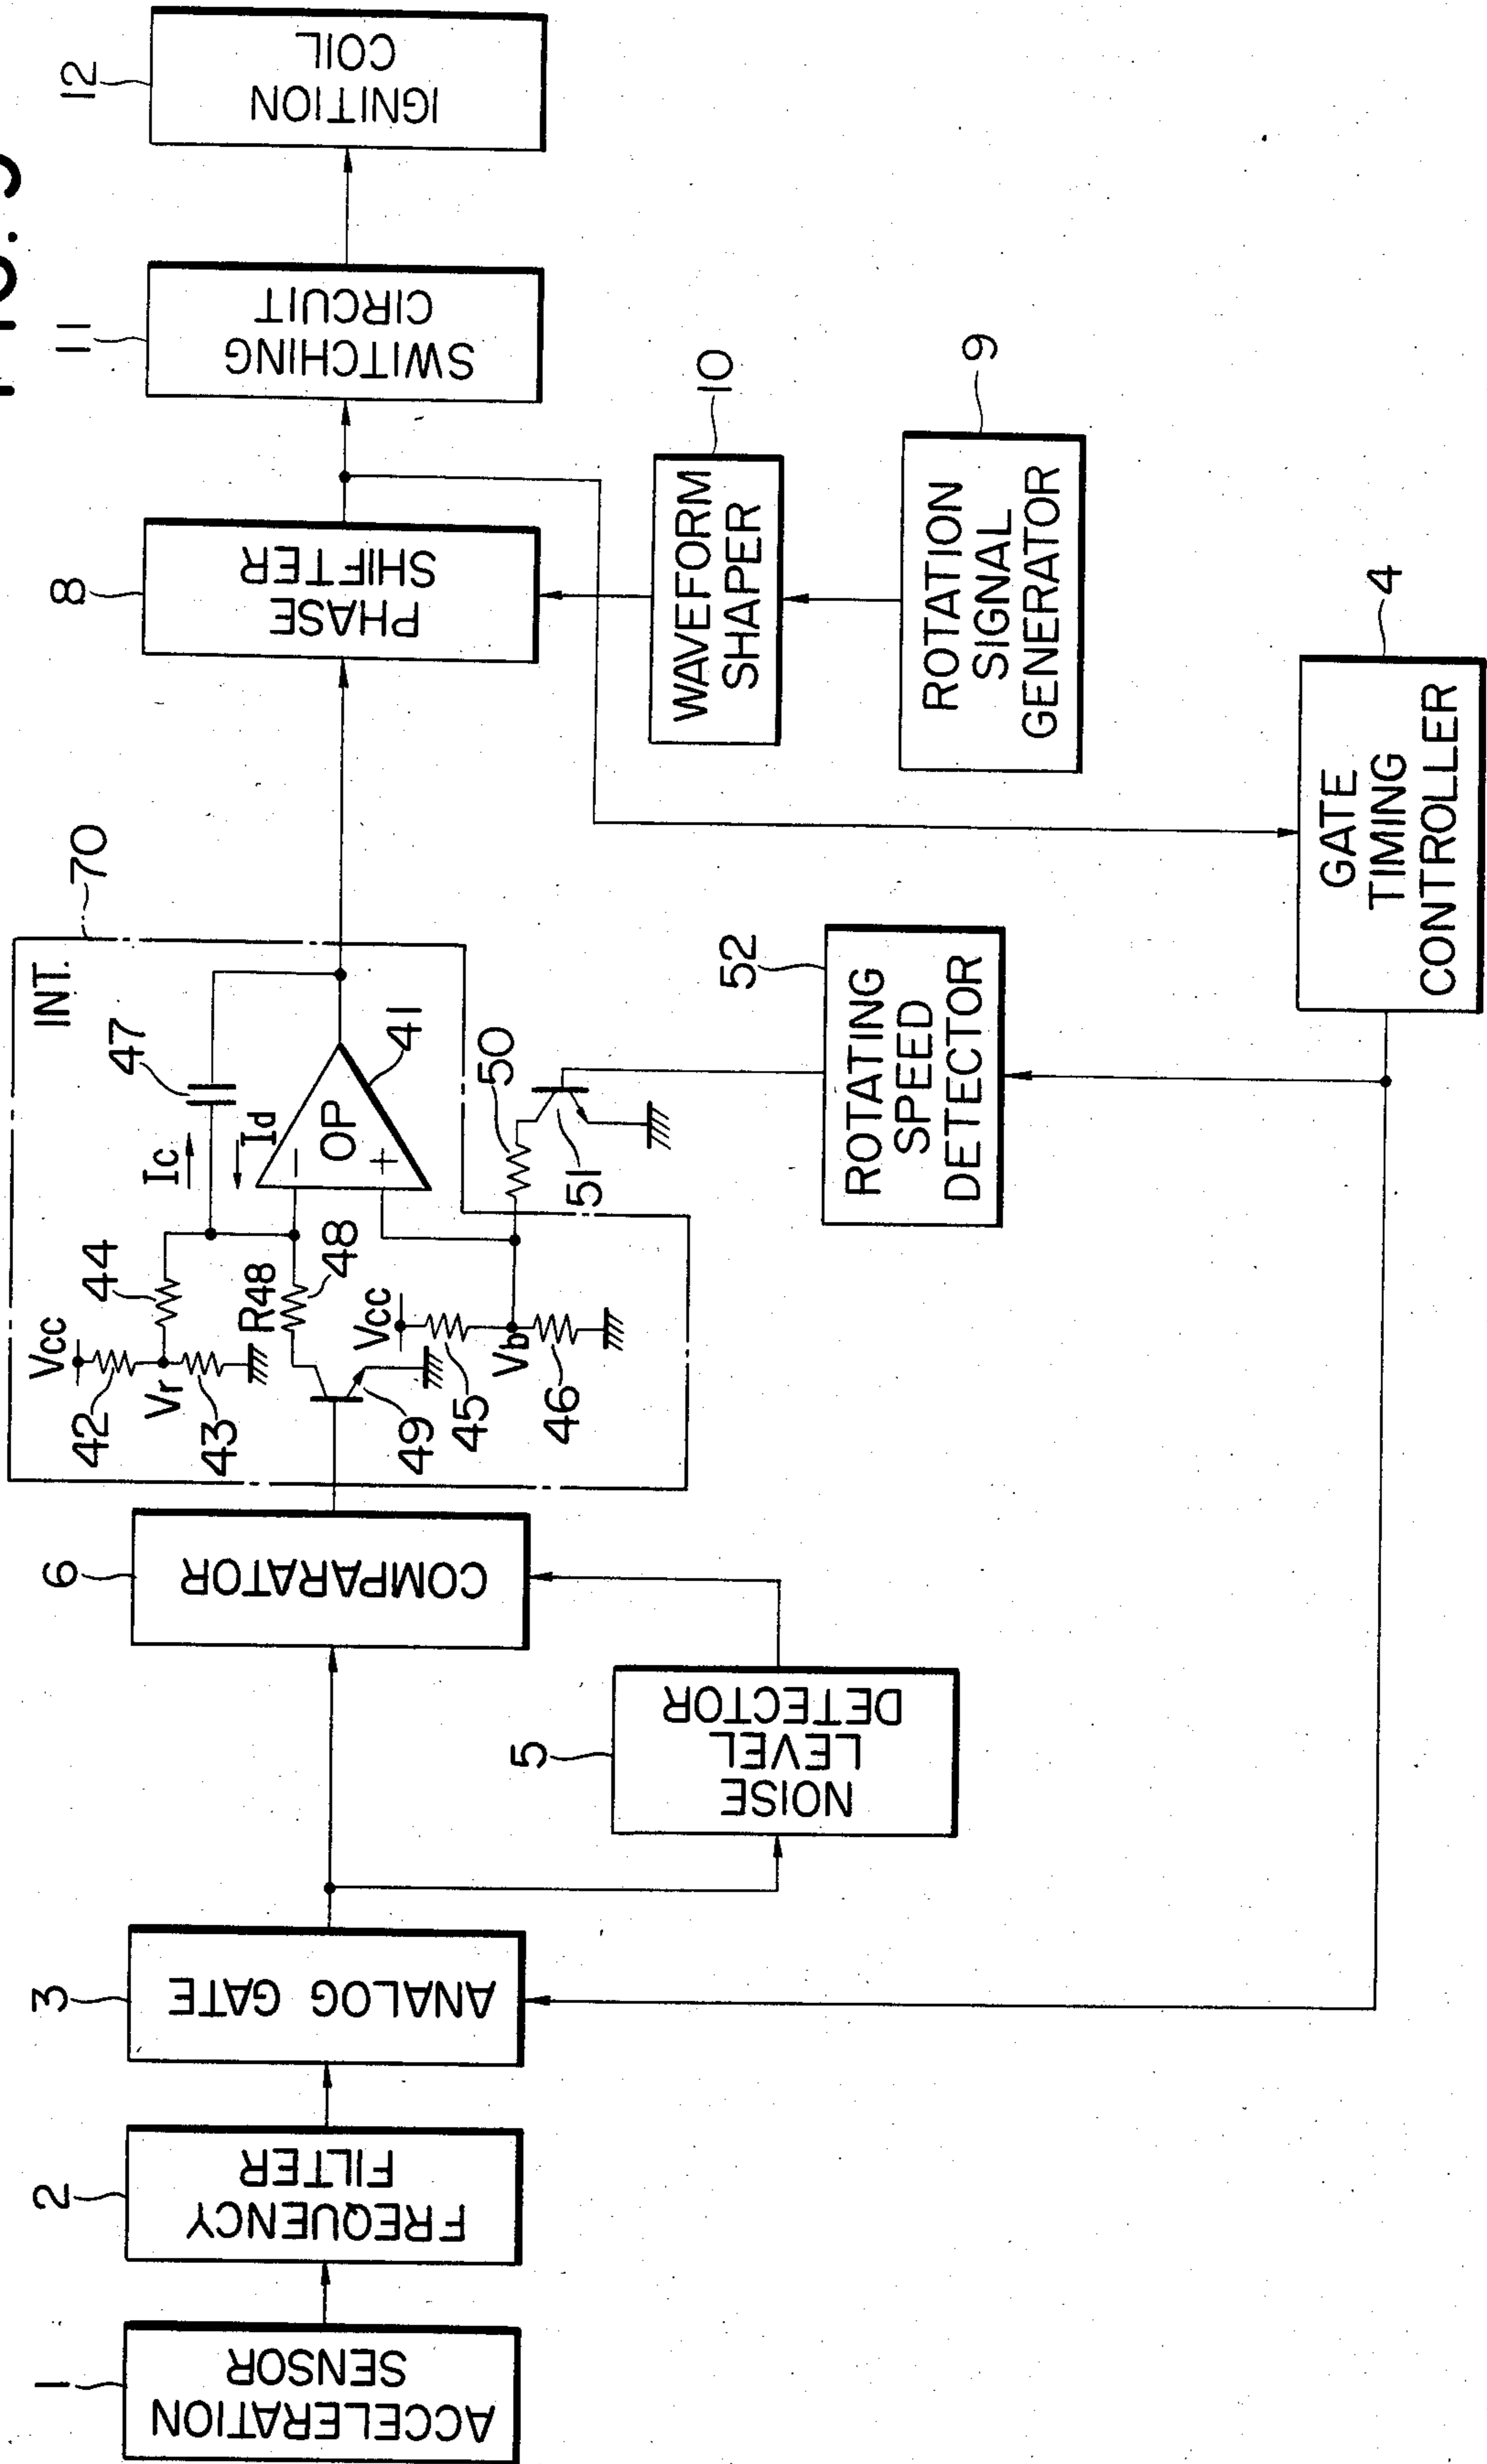 12
IGNITION
COIL
11
SWITCHING
CIRCUIT
8
PHASE
SHIFTER
10
WAVEFORM
SHAPER
9
ROTATION
SIGNAL
GENERATOR
4
GATE
TIMING
CONTROLLER
70
INT.
47
Ic
Id
OP
−
+
41
44
Vcc
42
Vr
43
R48
48
49
Vcc
45
Vb
46
50
51
52
ROTATING
SPEED
DETECTOR
6
COMPARATOR
5
NOISE
LEVEL
DETECTOR
3
ANALOG GATE
2
FREQUENCY
FILTER
1
ACCELERATION
SENSOR